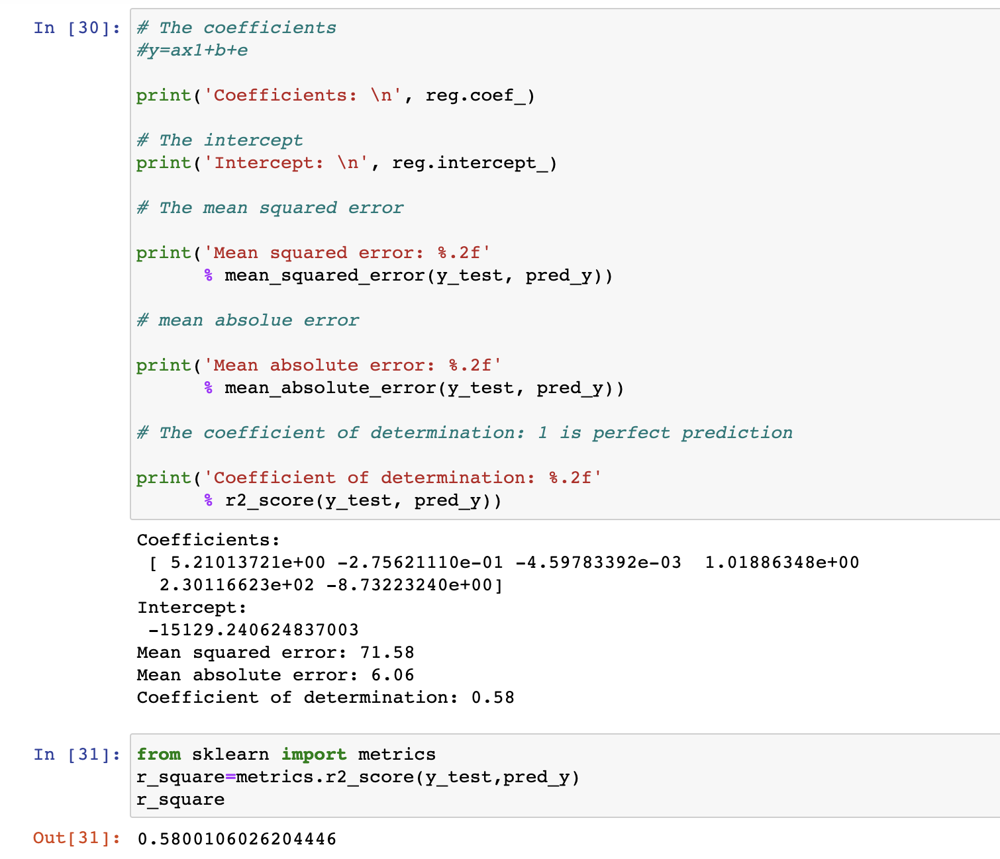 In [30]: # The coefficients
#y=ax1+b+e
print('Coefficients: \n', reg.coef_)
# The intercept
print('Intercept: \n', reg.intercept_)
# The mean squared error
print('Mean squared error: %.2f'
      % mean_squared_error(y_test, pred_y))
# mean absolue error
print('Mean absolute error: %.2f'
      % mean_absolute_error(y_test, pred_y))
# The coefficient of determination: 1 is perfect prediction
print('Coefficient of determination: %.2f'
      % r2_score(y_test, pred_y))
Coefficients:
 [ 5.21013721e+00 -2.75621110e-01 -4.59783392e-03  1.01886348e+00
  2.30116623e+02 -8.73223240e+00]
Intercept:
 -15129.240624837003
Mean squared error: 71.58
Mean absolute error: 6.06
Coefficient of determination: 0.58
In [31]: from sklearn import metrics
r_square=metrics.r2_score(y_test,pred_y)
r_square
Out[31]: 0.5800106026204446